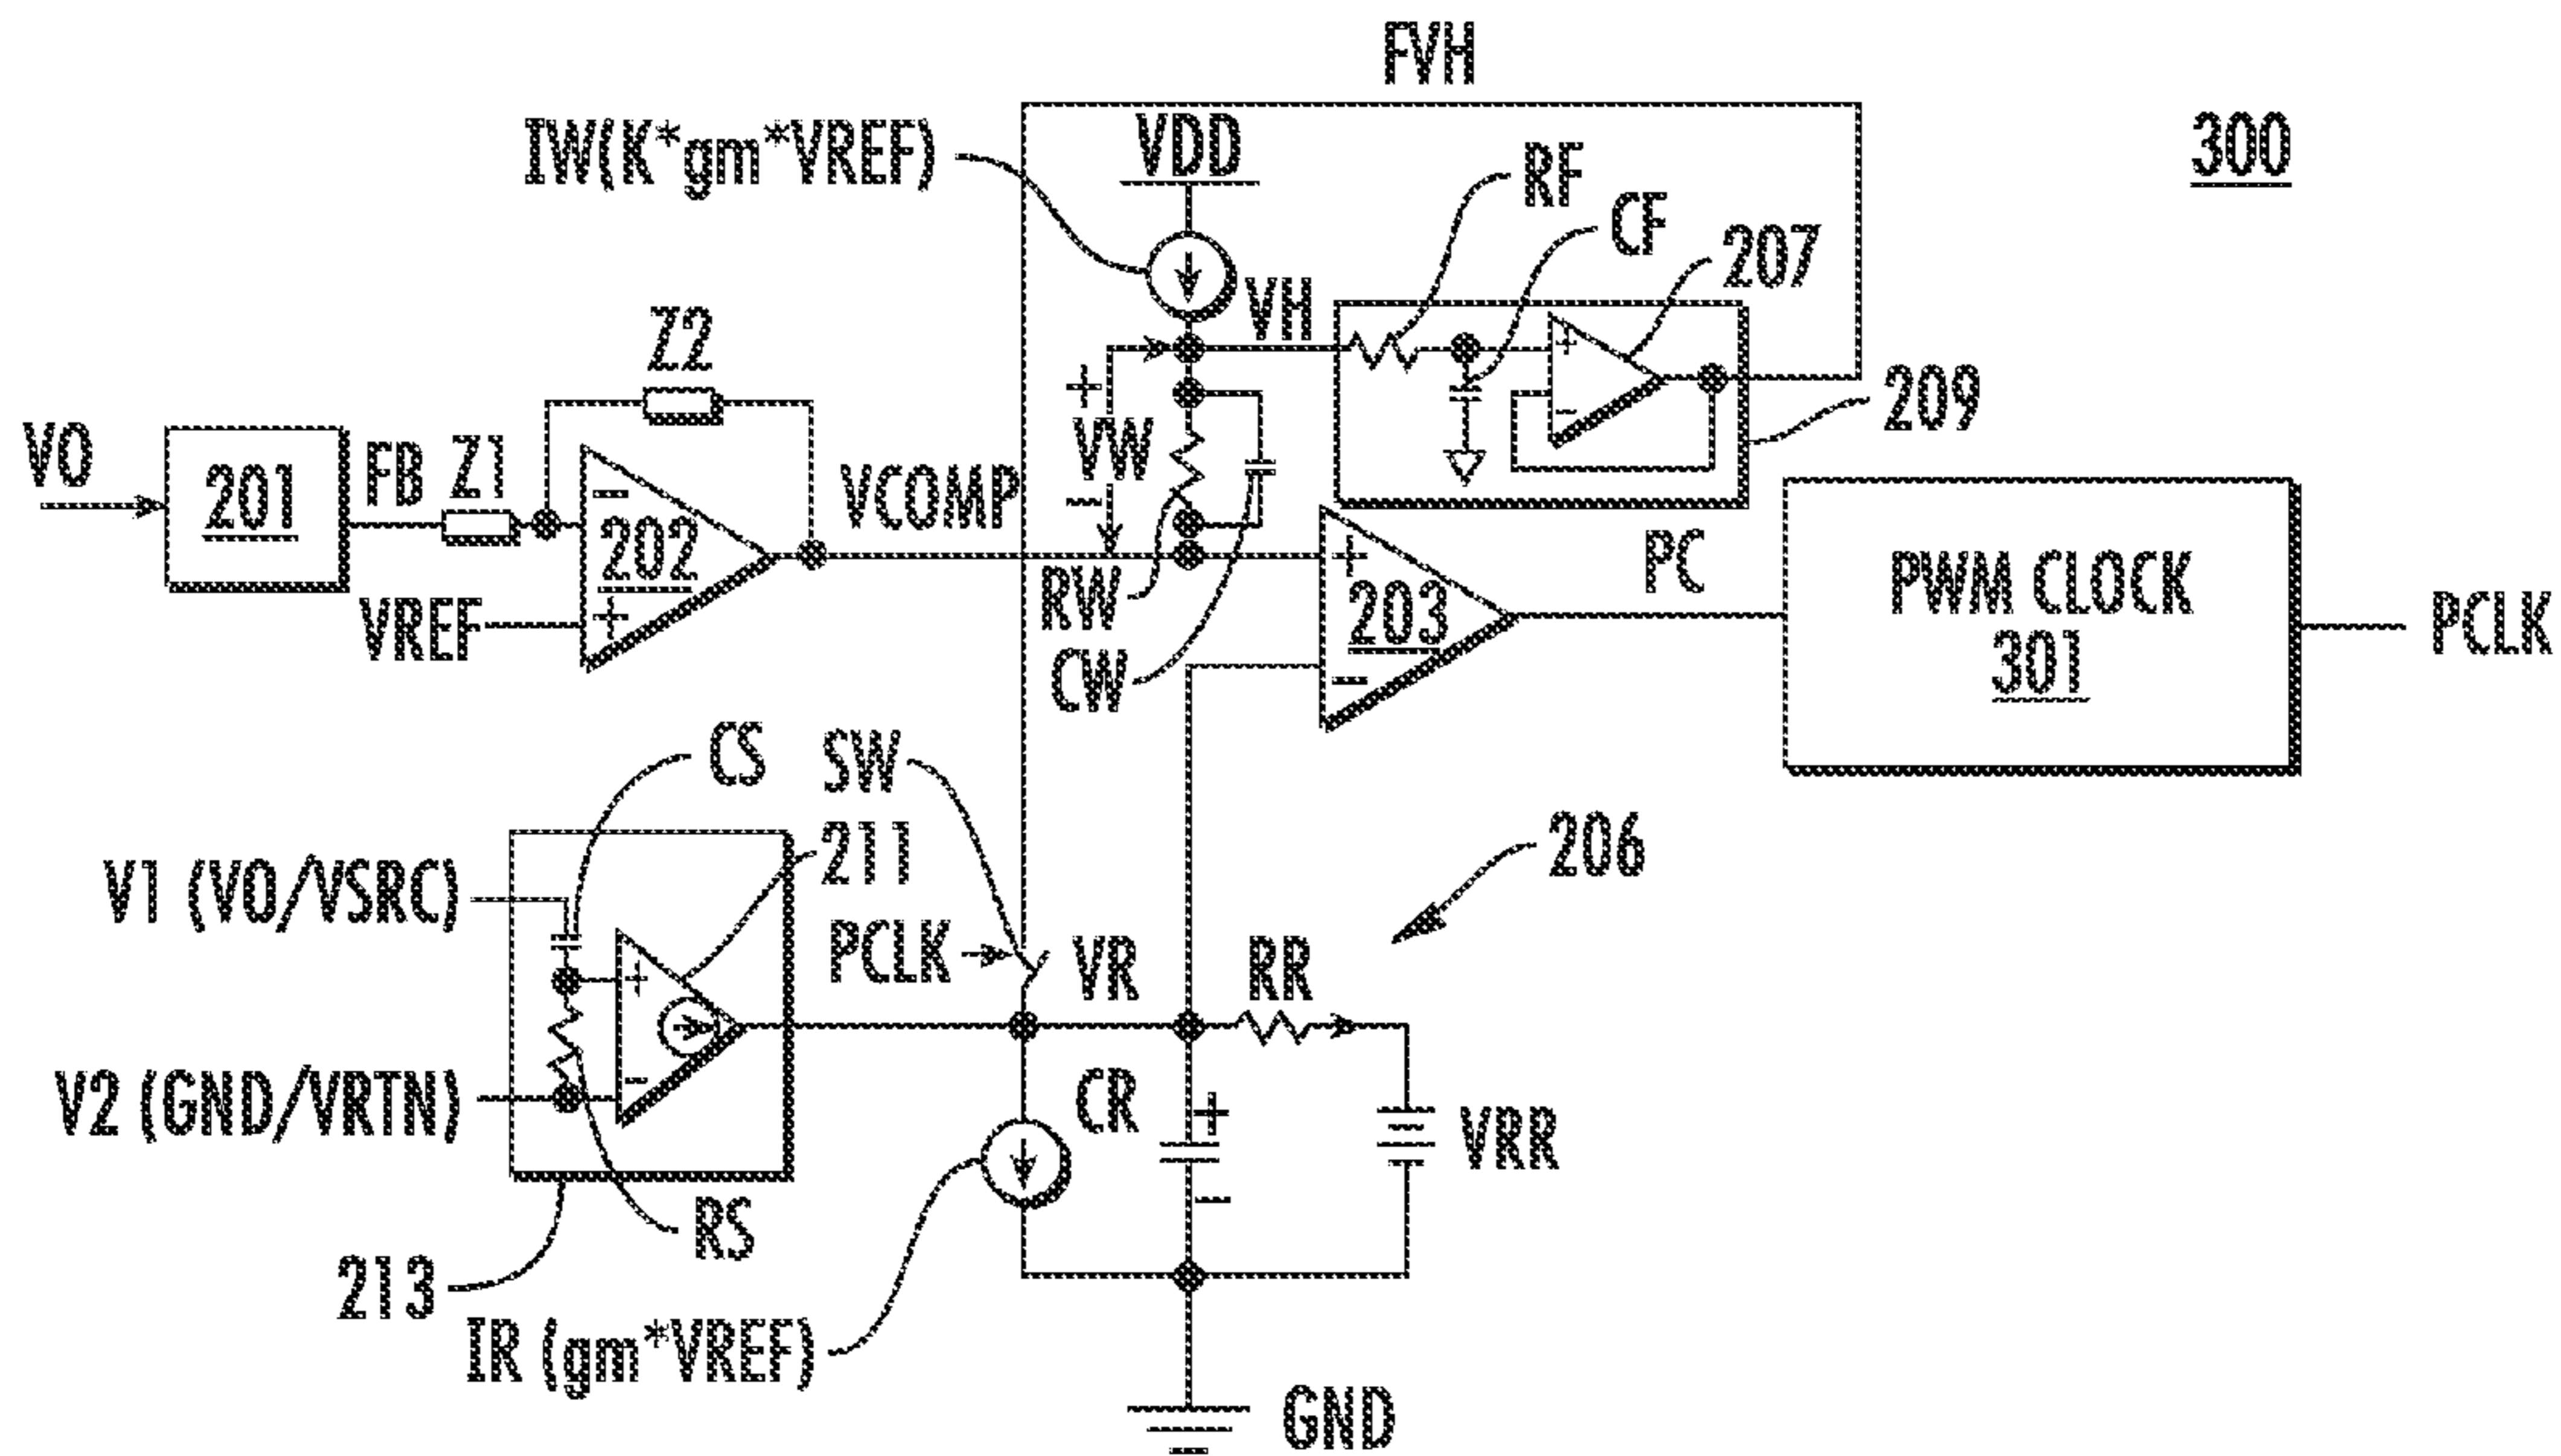 FVH
300
IW(K*gm*VREF)
VDD
RF
CF
207
VH
Z2
+
209
VO
201
FB
Z1
202
VCOMP
VW
RW
203
PC
PWM CLOCK
301
PCLK
VREF
CW
CS
SW
211
206
V1 (VO/VSRC)
PCLK
VR
RR
V2 (GND/VRTN)
CR
VRR
RS
213
IR (gm*VREF)
GND